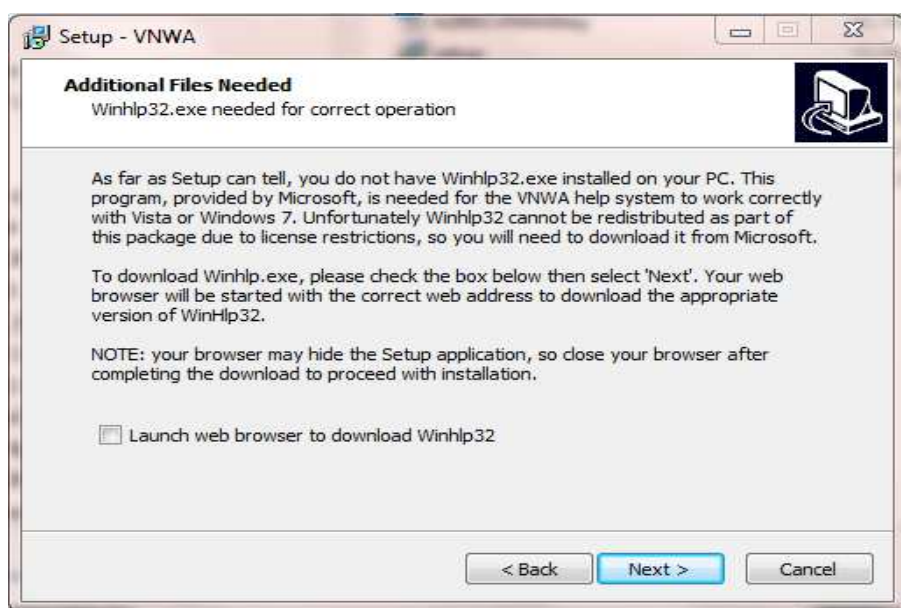 Setup - VNWA
Additional Files Needed
Winhlp32.exe needed for correct operation
As far as Setup can tell, you do not have Winhlp32.exe installed on your PC. This
program, provided by Microsoft, is needed for the VNWA help system to work correctly
with Vista or Windows 7. Unfortunately Winhlp32 cannot be redistributed as part of
this package due to license restrictions, so you will need to download it from Microsoft.
To download Winhlp.exe, please check the box below then select 'Next'. Your web
browser will be started with the correct web address to download the appropriate
version of WinHlp32.
NOTE: your browser may hide the Setup application, so close your browser after
completing the download to proceed with installation.
Launch web browser to download Winhlp32
< Back
Next >
Cancel